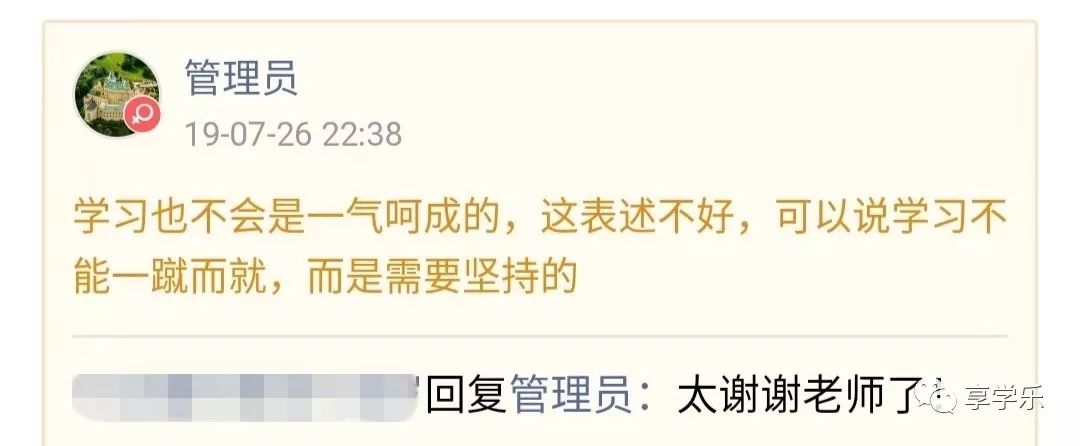 管理员
19-07-26 22:38
学习也不会是一气呵成的，这表述不好，可以说学习不
能一蹴而就，而是需要坚持的
回复管理员：太谢谢老师了
享学乐